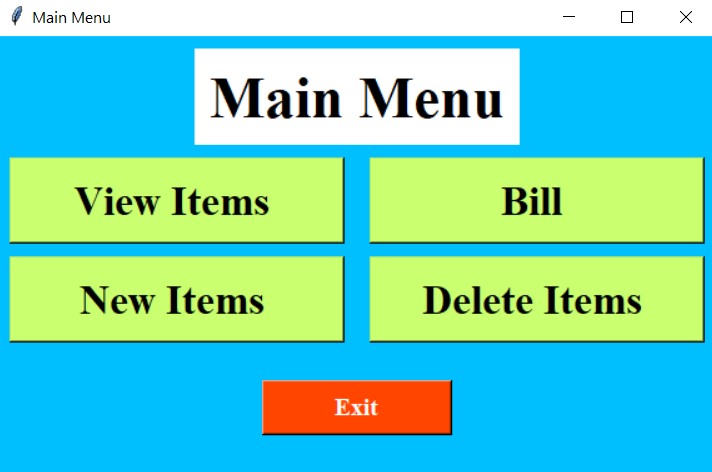 Main Menu
Main Menu
View Items
Bill
New Items
Delete Items
Exit